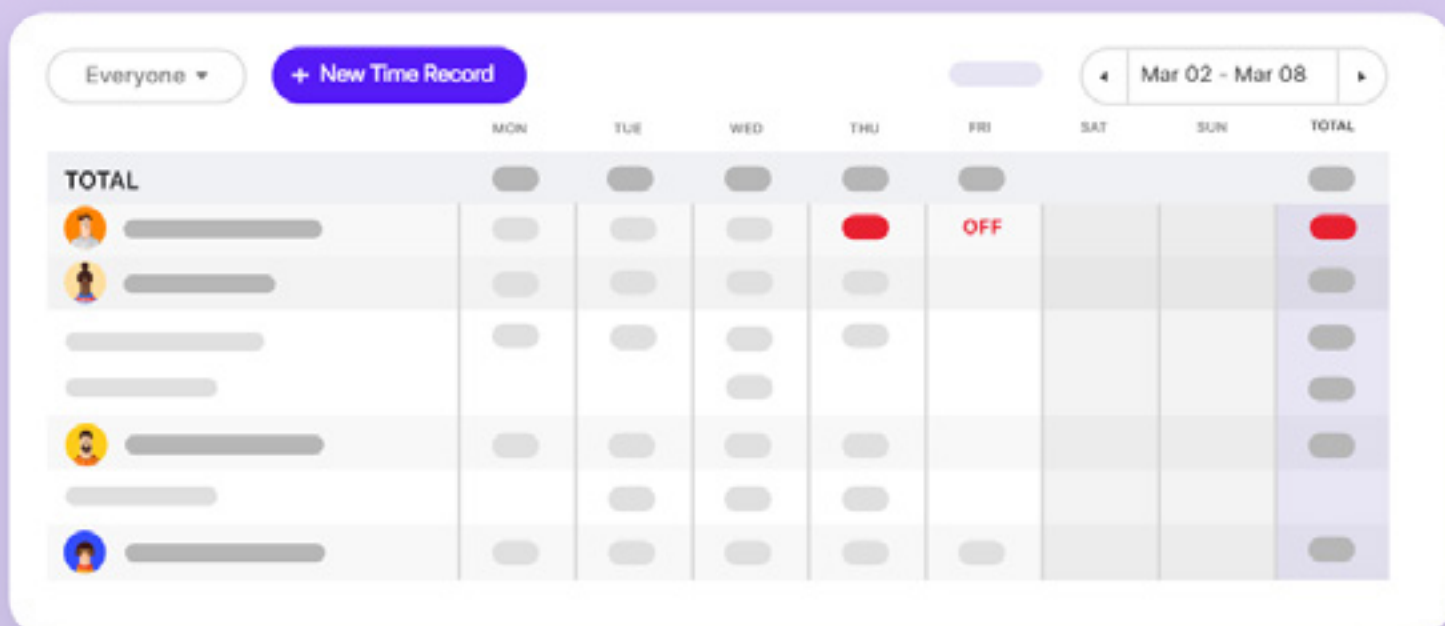 Everyone
+ New Time Record
Mar 02 - Mar 08
MON TUE WED THU FRI SAT SUN TOTAL
TOTAL
OFF